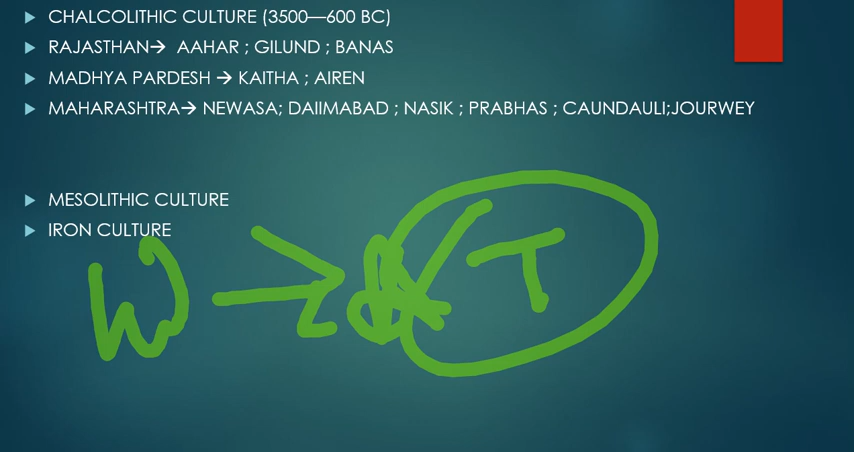 CHALCOLITHIC CULTURE (3500—600 BC)
RAJASTHAN→ AAHAR ; GILUND ; BANAS
MADHYA PARDESH → KAITHA ; AIREN
MAHARASHTRA→ NEWASA; DAIIMABAD ; NASIK ; PRABHAS ; CAUNDAULI;JOURWEY
MESOLITHIC CULTURE
IRON CULTURE
W → T